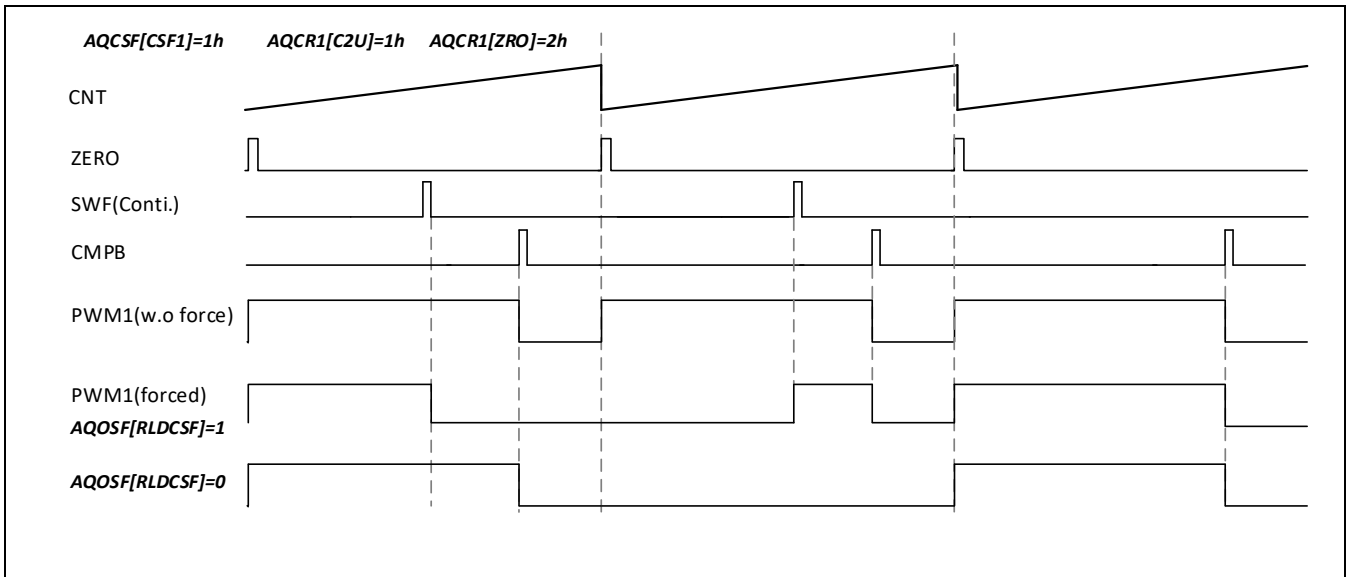 AQCSF[CSF1]=1h AQCR1[C2U]=1h AQCR1[ZRO]=2h
CNT
ZERO
SWF(Conti.)
CMPB
PWM1(w.o force)
PWM1(forced)
AQOSF[RLDCSF]=1
AQOSF[RLDCSF]=0